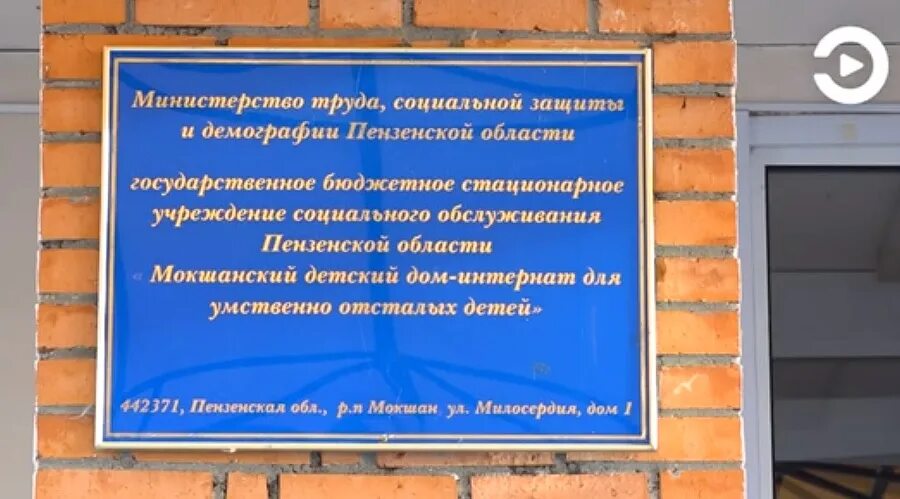 Министерство труда, социальной защиты
и демографии Пензенской области
государственное бюджетное стационарное
учреждение социального обслуживания
Пензенской области
« Мокшанский детский дом-интернат для
умственно отсталых детей»
442371, Пензенская обл., р.п Мокшан ул. Милосердия, дом 1